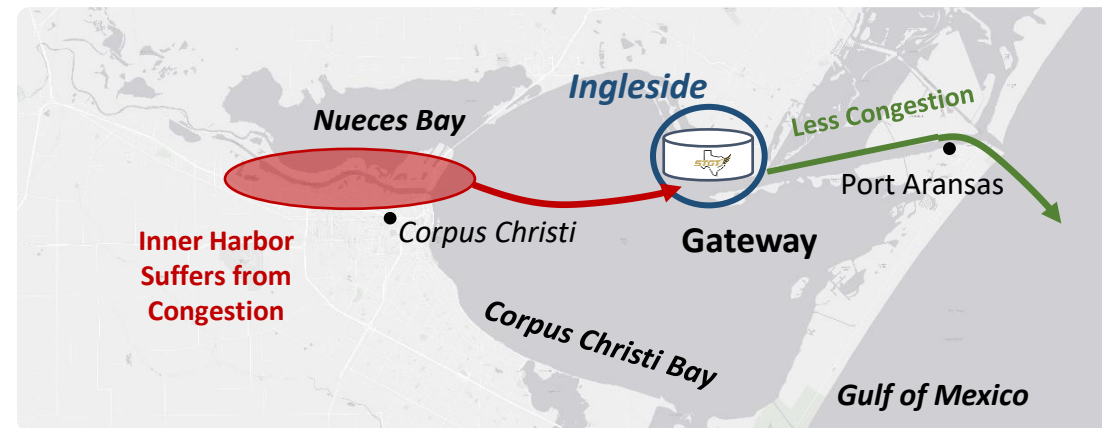 Ingleside
Less Congestion
Nueces Bay
STGT
Port Aransas
Corpus Christi
Gateway
Inner Harbor
Suffers from
Congestion
Corpus Christi Bay
Gulf of Mexico